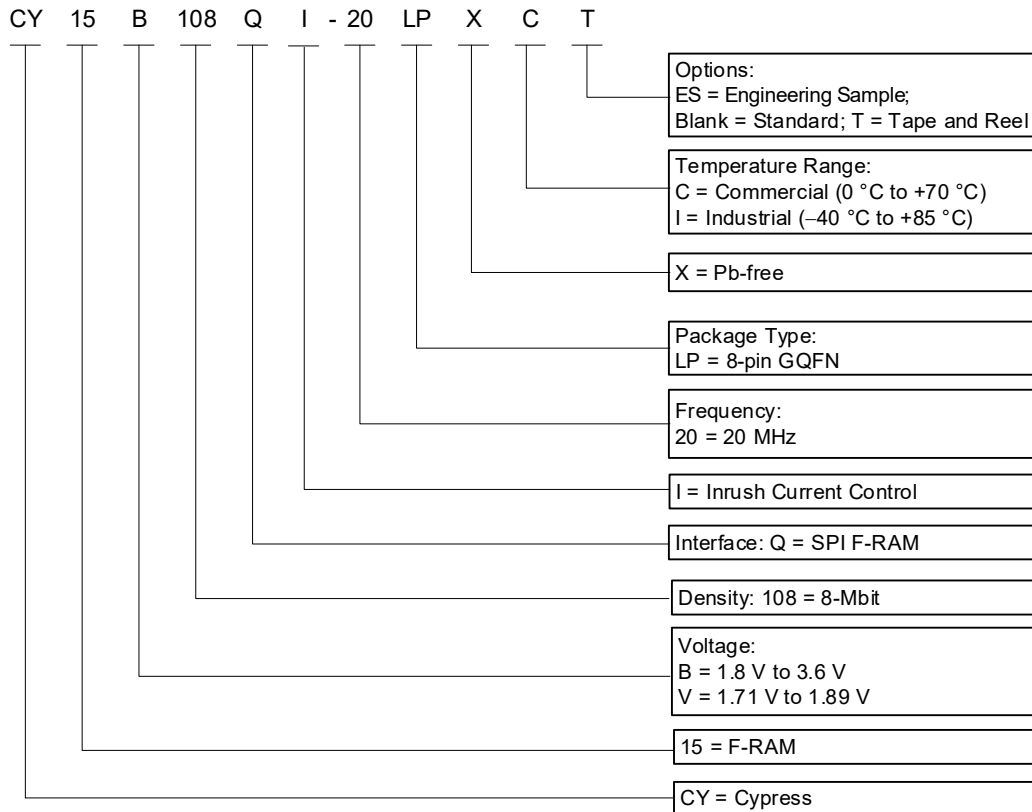 CY 15 B 108 Q I - 20 LP X C T
Options:
ES = Engineering Sample;
Blank = Standard; T = Tape and Reel
Temperature Range:
C = Commercial (0 °C to +70 °C)
I = Industrial (–40 °C to +85 °C)
X = Pb-free
Package Type:
LP = 8-pin GQFN
Frequency:
20 = 20 MHz
I = Inrush Current Control
Interface: Q = SPI F-RAM
Density: 108 = 8-Mbit
Voltage:
B = 1.8 V to 3.6 V
V = 1.71 V to 1.89 V
15 = F-RAM
CY = Cypress